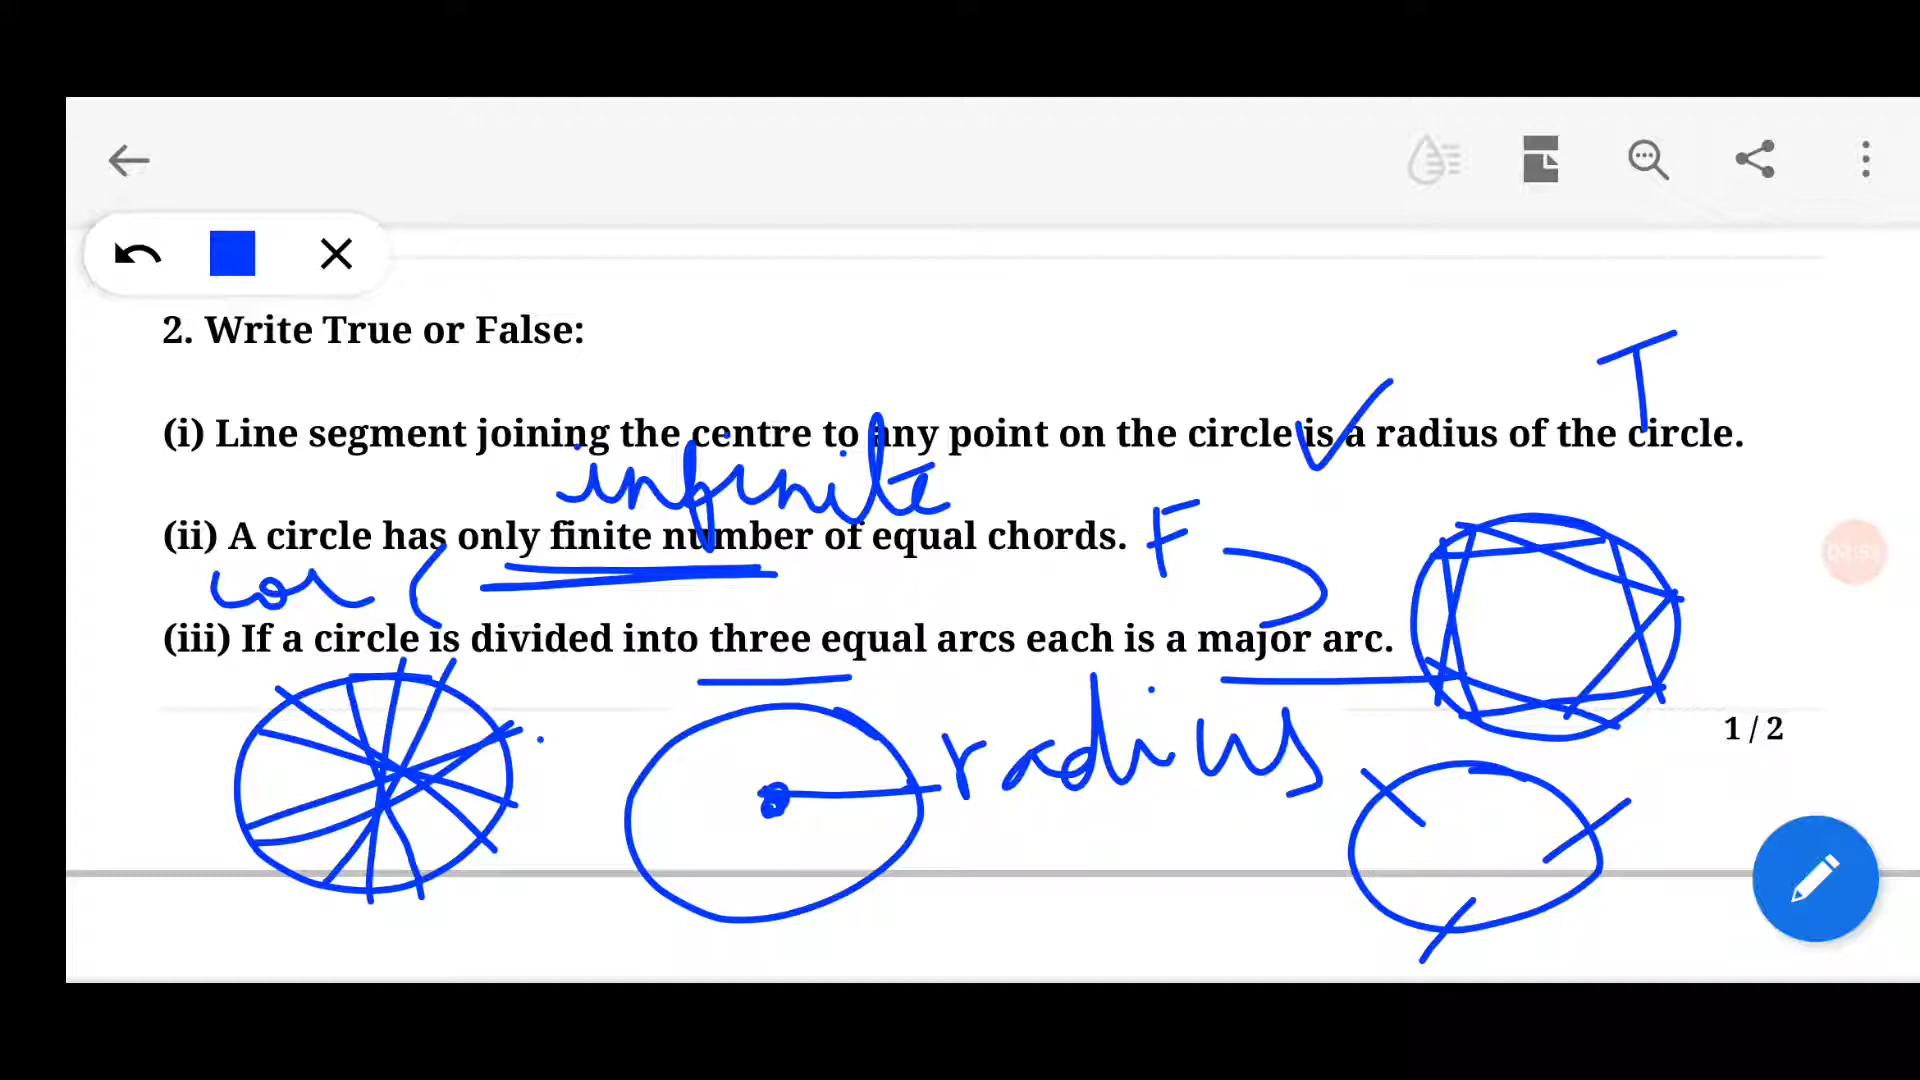 2. Write True or False:
T
(i) Line segment joining the centre to any point on the circle is a radius of the circle.
infinite
(ii) A circle has only finite number of equal chords. F
(iii) If a circle is divided into three equal arcs each is a major arc.
radius
1 / 2